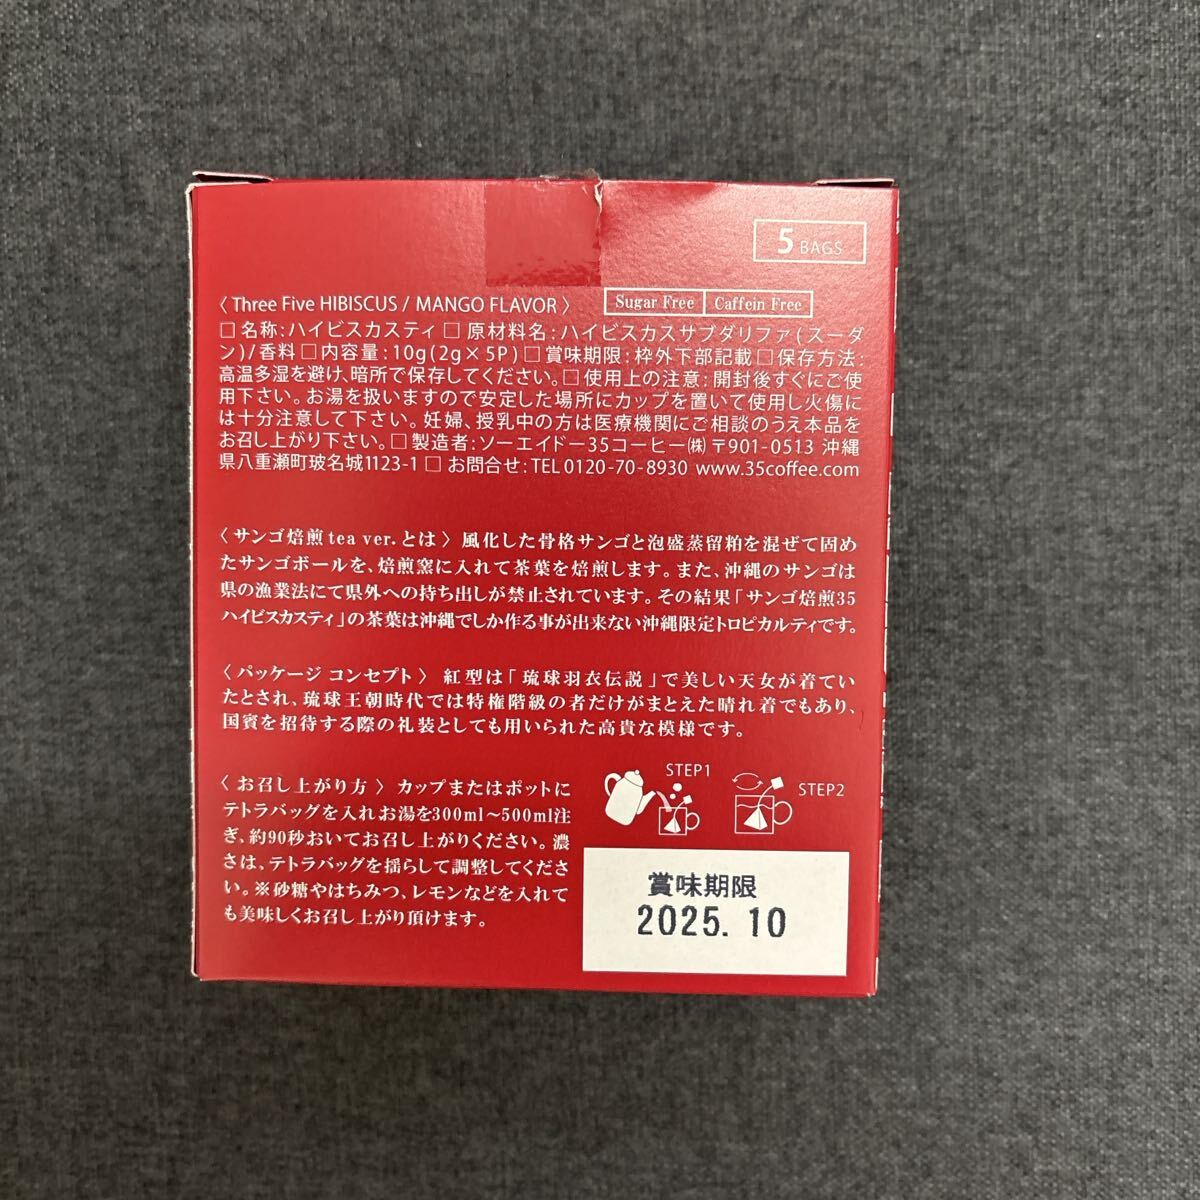 5 BAGS
〈 Three Five HIBISCUS / MANGO FLAVOR 〉 Sugar Free Caffein Free
□ 名称:ハイビスカスティ □ 原材料名:ハイビスカスサブダリファ(スーダ
ン)/香料 □ 内容量:10g(2g×5P) □ 賞味期限:枠外下部記載 □ 保存方法:
高温多湿を避け、暗所で保存してください。□ 使用上の注意:開封後すぐにご使
用下さい。お湯を扱いますので安定した場所にカップを置いて使用し火傷に
は十分注意して下さい。妊婦、授乳中の方は医療機関にご相談のうえ本品を
お召し上がり下さい。□ 製造者:ソーエイドー35コーヒー㈱ 〒901-0513 沖縄
県八重瀬町玻名城1123-1 □ お問合せ:TEL 0120-70-8930 www.35coffee.com
〈 サンゴ焙煎 tea ver. とは 〉 風化した骨格サンゴと泡盛蒸留粕を混ぜて固め
たサンゴボールを、焙煎窯に入れて茶葉を焙煎します。また、沖縄のサンゴは
県の漁業法にて県外への持ち出しが禁止されています。その結果「サンゴ焙煎35
ハイビスカスティ」の茶葉は沖縄でしか作る事が出来ない沖縄限定トロピカルティです。
〈 パッケージ コンセプト 〉 紅型は「琉球羽衣伝説」で美しい天女が着てい
たとされ、琉球王朝時代では特権階級の者だけがまとえた晴れ着でもあり、
国賓を招待する際の礼装としても用いられた高貴な模様です。
〈 お召し上がり方 〉 カップまたはポットに
テトラバッグを入れお湯を300ml〜500ml注
ぎ、約90秒おいてお召し上がりください。濃
さは、テトラバッグを揺らして調整してくださ
い。※砂糖やはちみつ、レモンなどを入れて
も美味しくお召し上がり頂けます。
STEP1
STEP2
賞味期限
2025.10